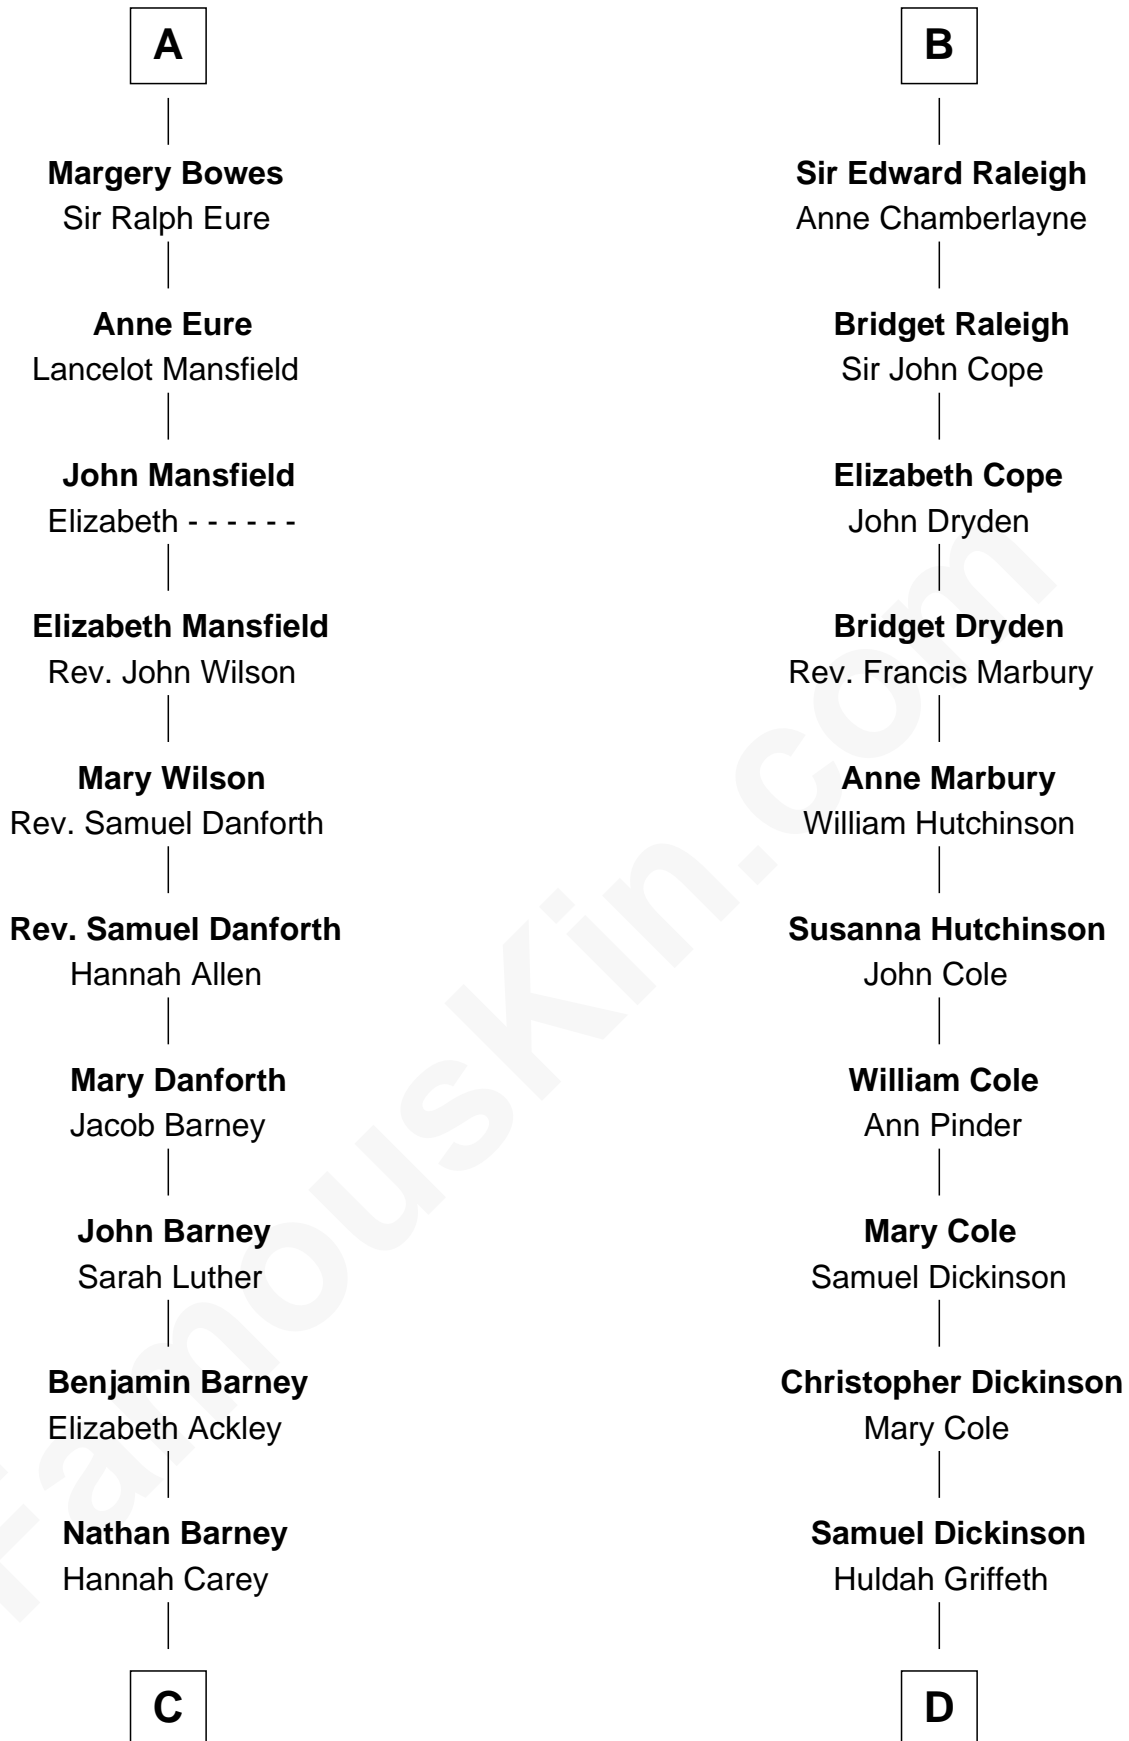 A
Margery Bowes
Sir Ralph Eure
Anne Eure
Lancelot Mansfield
John Mansfield
Elizabeth - - - - - -
Elizabeth Mansfield
Rev. John Wilson
Mary Wilson
Rev. Samuel Danforth
Rev. Samuel Danforth
Hannah Allen
Mary Danforth
Jacob Barney
John Barney
Sarah Luther
Benjamin Barney
Elizabeth Ackley
Nathan Barney
Hannah Carey
C
B
Sir Edward Raleigh
Anne Chamberlayne
Bridget Raleigh
Sir John Cope
Elizabeth Cope
John Dryden
Bridget Dryden
Rev. Francis Marbury
Anne Marbury
William Hutchinson
Susanna Hutchinson
John Cole
William Cole
Ann Pinder
Mary Cole
Samuel Dickinson
Christopher Dickinson
Mary Cole
Samuel Dickinson
Huldah Griffeth
D
FamousKin.com